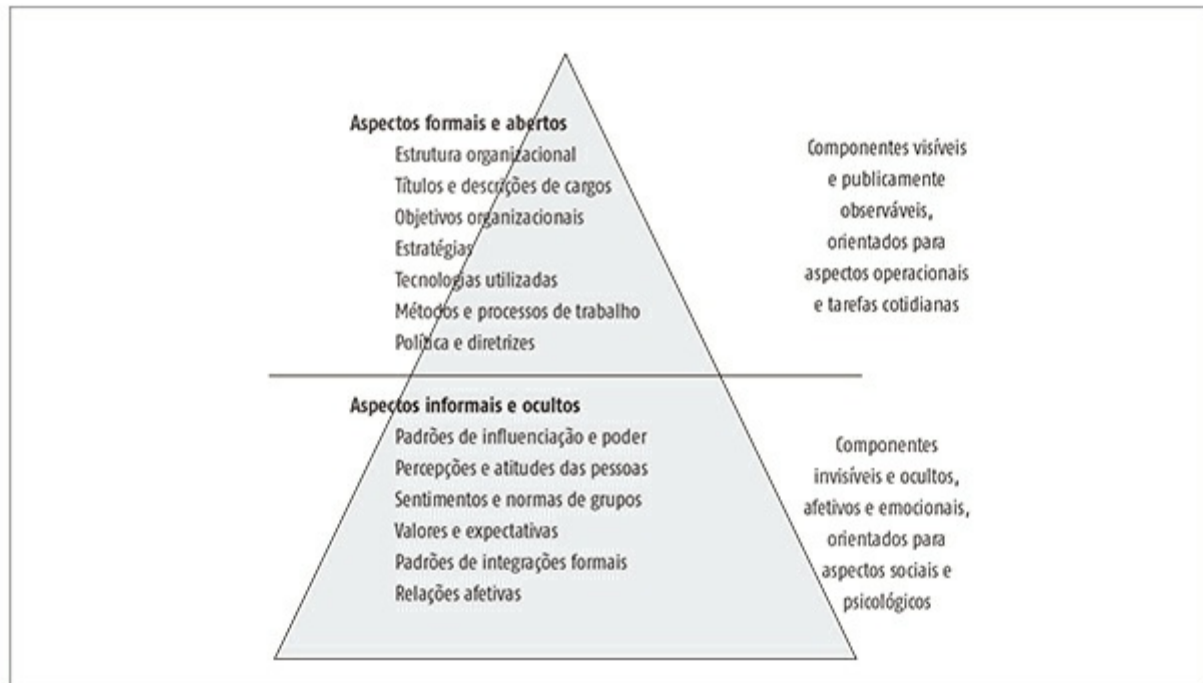 Aspectos formais e abertos
Estrutura organizacional
Títulos e descrições de cargos
Objetivos organizacionais
Estratégias
Tecnologias utilizadas
Métodos e processos de trabalho
Política e diretrizes
Componentes visíveis
e publicamente
observáveis,
orientados para
aspectos operacionais
e tarefas cotidianas
Aspectos informais e ocultos
Padrões de influenciação e poder
Percepções e atitudes das pessoas
Sentimentos e normas de grupos
Valores e expectativas
Padrões de integrações formais
Relações afetivas
Componentes
invisíveis e ocultos,
afetivos e emocionais,
orientados para
aspectos sociais e
psicológicos